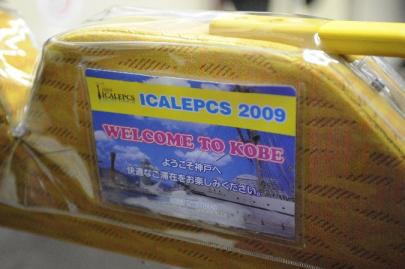 2009
ICALEPCS
ICALEPCS 2009
WELCOME TO KOBE
ようこそ神戸へ
快適なご滞在をお楽しみください。